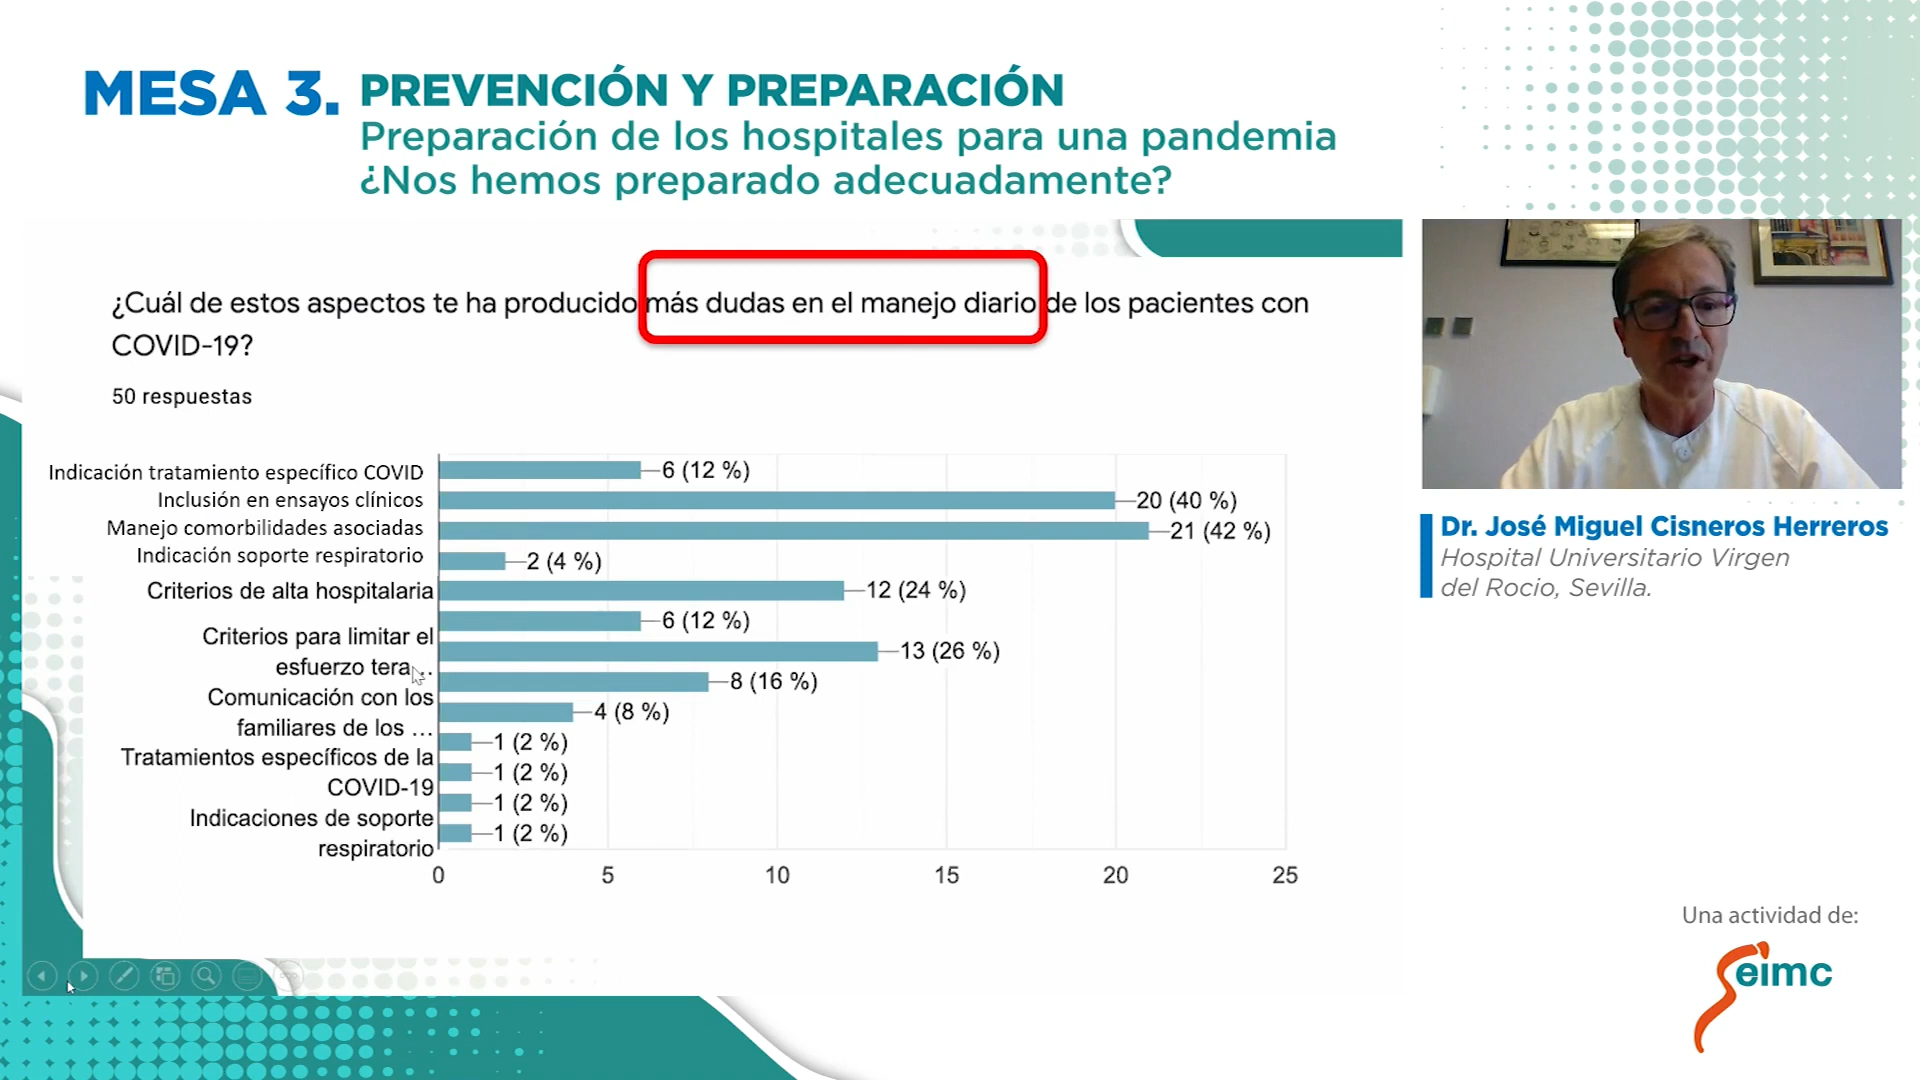 MESA 3. PREVENCIÓN Y PREPARACIÓN
Preparación de los hospitales para una pandemia
¿Nos hemos preparado adecuadamente?
¿Cuál de estos aspectos te ha producido más dudas en el manejo diario de los pacientes con
COVID-19?
50 respuestas
Indicación tratamiento específico COVID 6 (12 %)
Inclusión en ensayos clínicos 20 (40 %)
Manejo comorbilidades asociadas 21 (42 %)
Indicación soporte respiratorio 2 (4 %)
Criterios de alta hospitalaria 12 (24 %)
6 (12 %)
Criterios para limitar el
esfuerzo tera... 13 (26 %)
8 (16 %)
Comunicación con los
familiares de los ... 4 (8 %)
1 (2 %)
Tratamientos específicos de la
COVID-19 1 (2 %)
1 (2 %)
Indicaciones de soporte
respiratorio 1 (2 %)
0 5 10 15 20 25
Dr. José Miguel Cisneros Herreros
Hospital Universitario Virgen
del Rocio, Sevilla.
Una actividad de:
Seimc